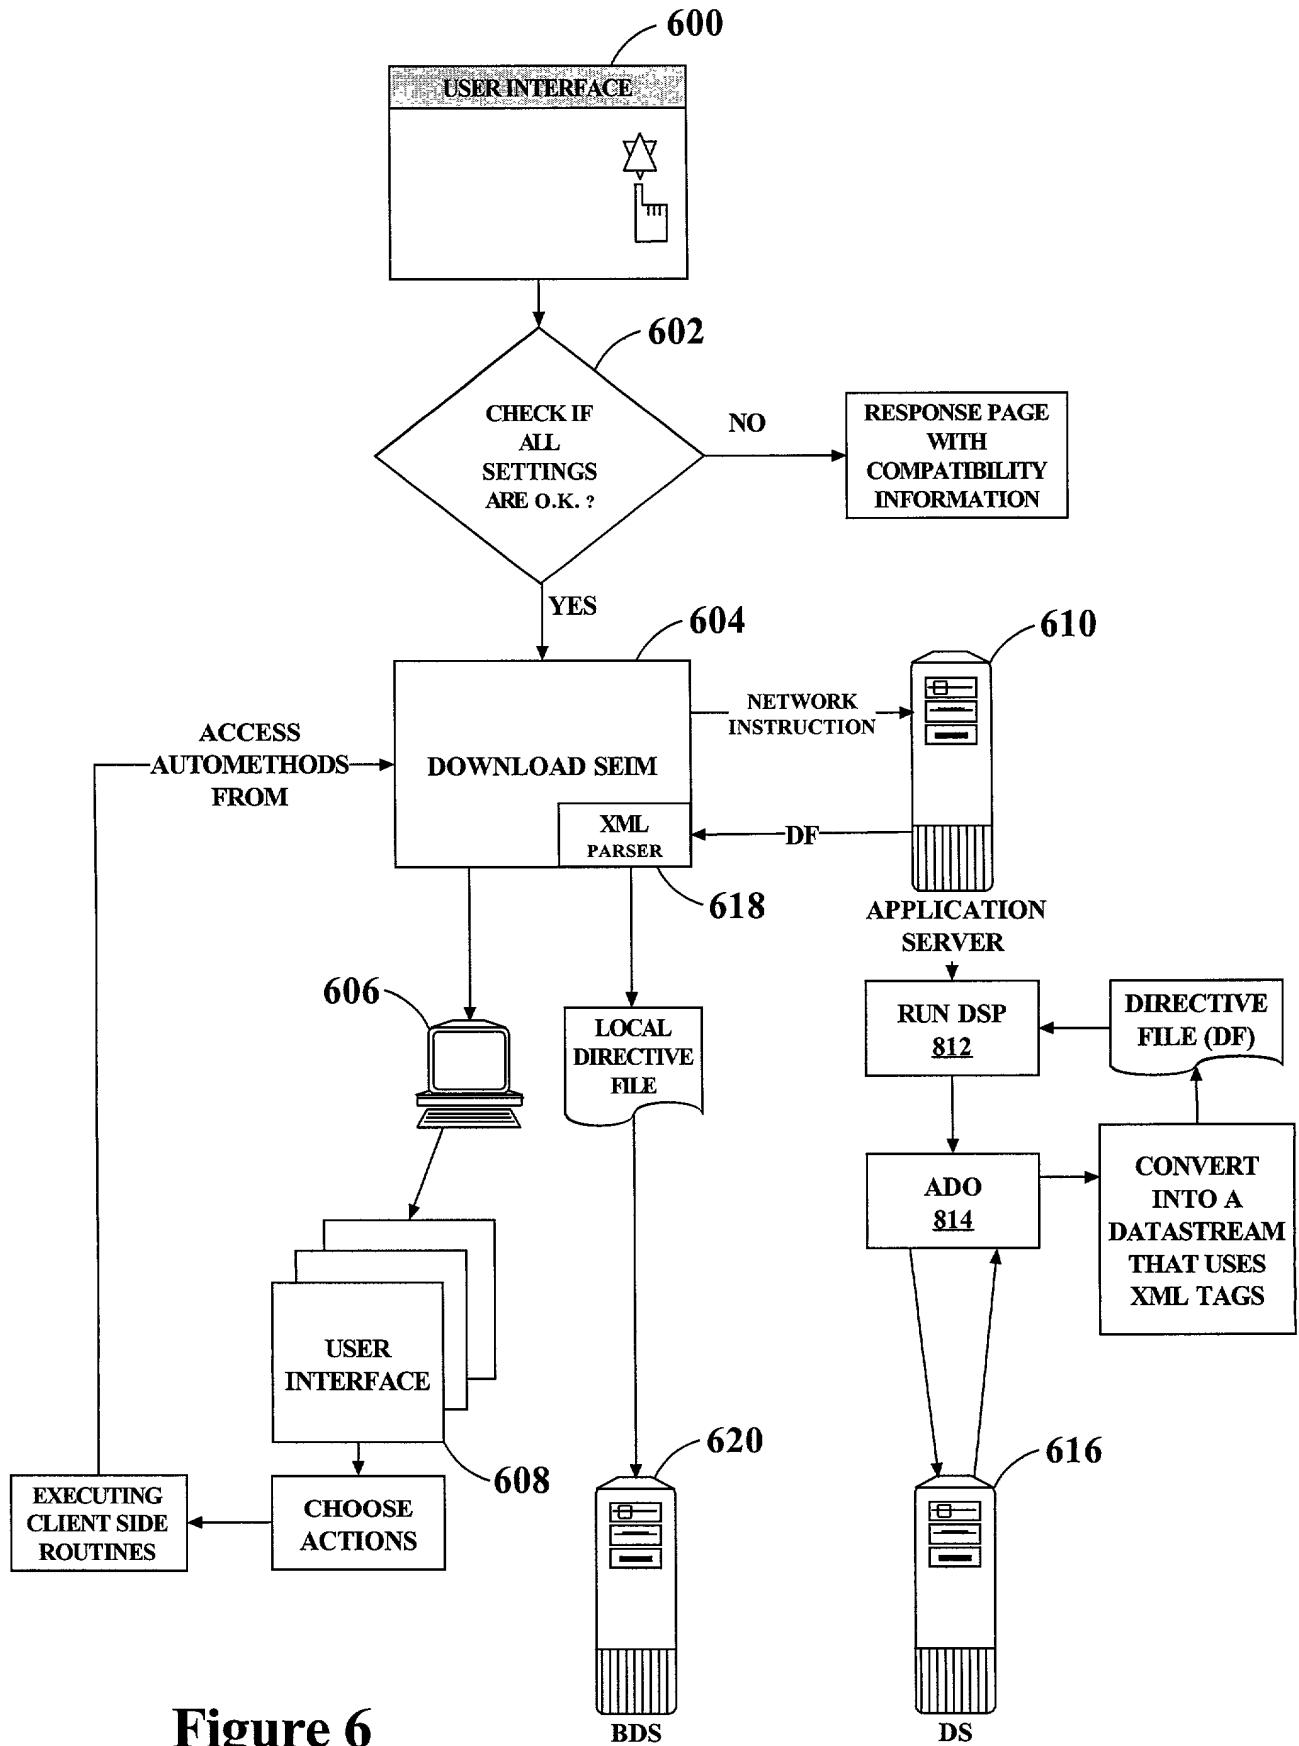 600
USER INTERFACE
602
CHECK IF
ALL
SETTINGS
ARE O.K. ?
NO
RESPONSE PAGE
WITH
COMPATIBILITY
INFORMATION
YES
604
610
ACCESS
AUTOMETHODS
FROM
DOWNLOAD SEIM
NETWORK
INSTRUCTION
XML
PARSER
DF
618
APPLICATION
SERVER
606
LOCAL
DIRECTIVE
FILE
RUN DSP
812
DIRECTIVE
FILE (DF)
ADO
814
CONVERT
INTO A
DATASTREAM
THAT USES
XML TAGS
USER
INTERFACE
608
620
616
EXECUTING
CLIENT SIDE
ROUTINES
CHOOSE
ACTIONS
BDS
DS
Figure 6